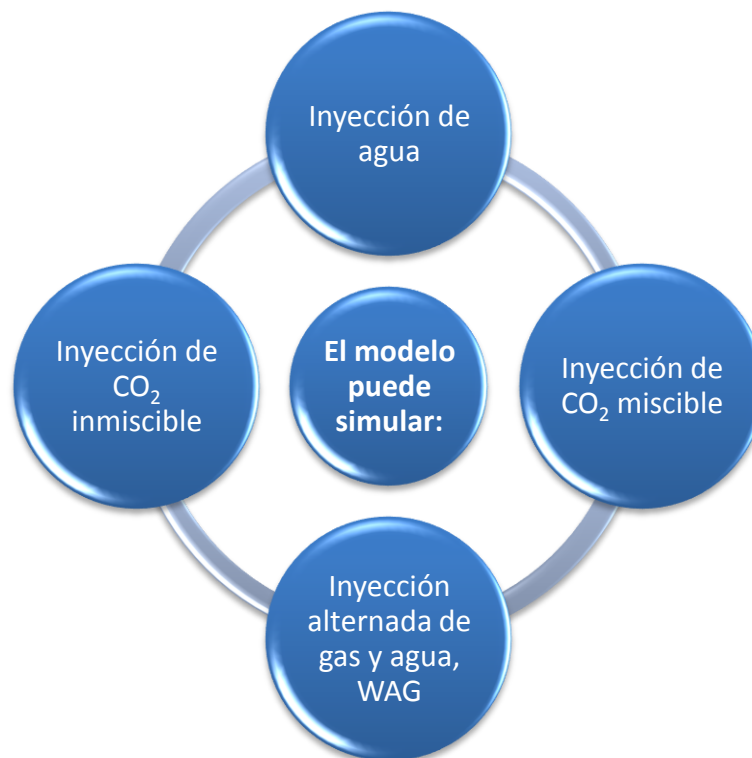 Inyección de
agua
El modelo
puede
simular:
Inyección de
CO₂
inmiscible
Inyección de
CO₂ miscible
Inyección
alternada de
gas y agua,
WAG